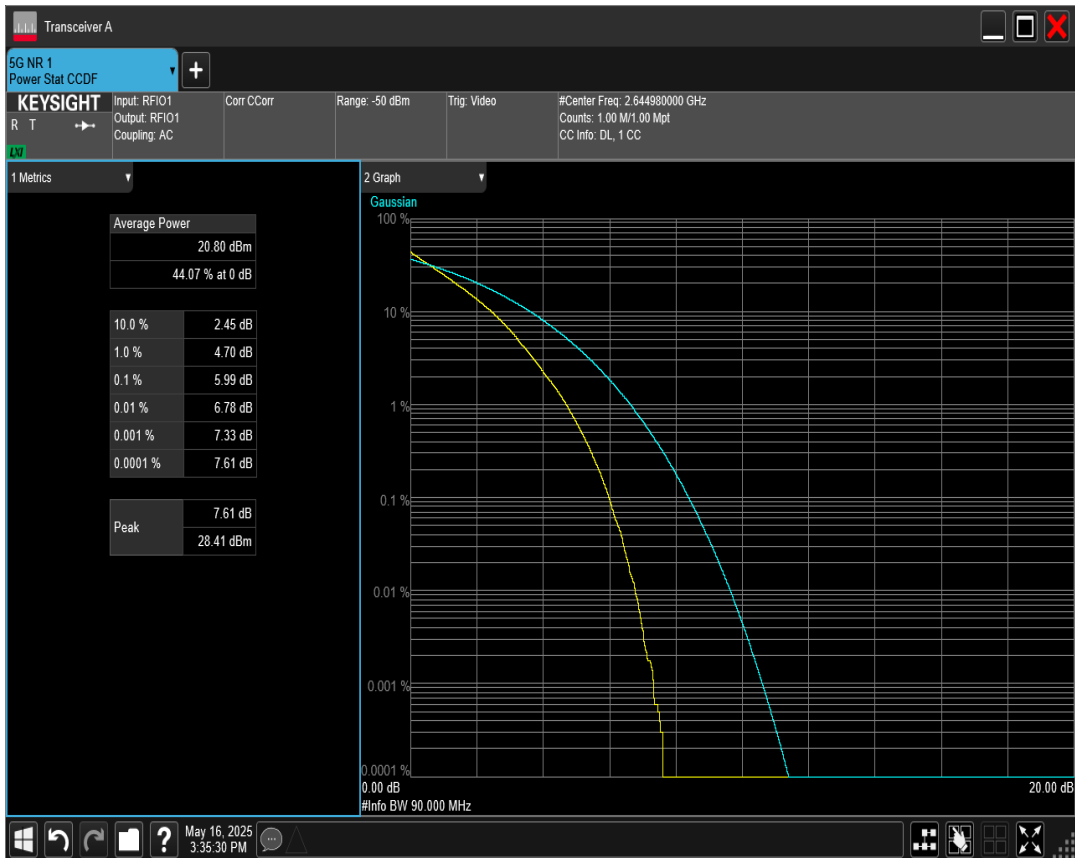 Transceiver A
5G NR 1
Power Stat CCDF
KEYSIGHT
R T
LXI
Input: RFIO1
Output: RFIO1
Coupling: AC
Corr CCorr
Range: -50 dBm
Trig: Video
#Center Freq: 2.644980000 GHz
Counts: 1.00 M/1.00 Mpt
CC Info: DL, 1 CC
1 Metrics
Average Power
20.80 dBm
44.07 % at 0 dB
10.0 % 2.45 dB
1.0 % 4.70 dB
0.1 % 5.99 dB
0.01 % 6.78 dB
0.001 % 7.33 dB
0.0001 % 7.61 dB
Peak 7.61 dB
28.41 dBm
2 Graph
Gaussian
100 %
10 %
1 %
0.1 %
0.01 %
0.001 %
0.0001 %
0.00 dB 20.00 dB
#Info BW 90.000 MHz
? May 16, 2025
3:35:30 PM